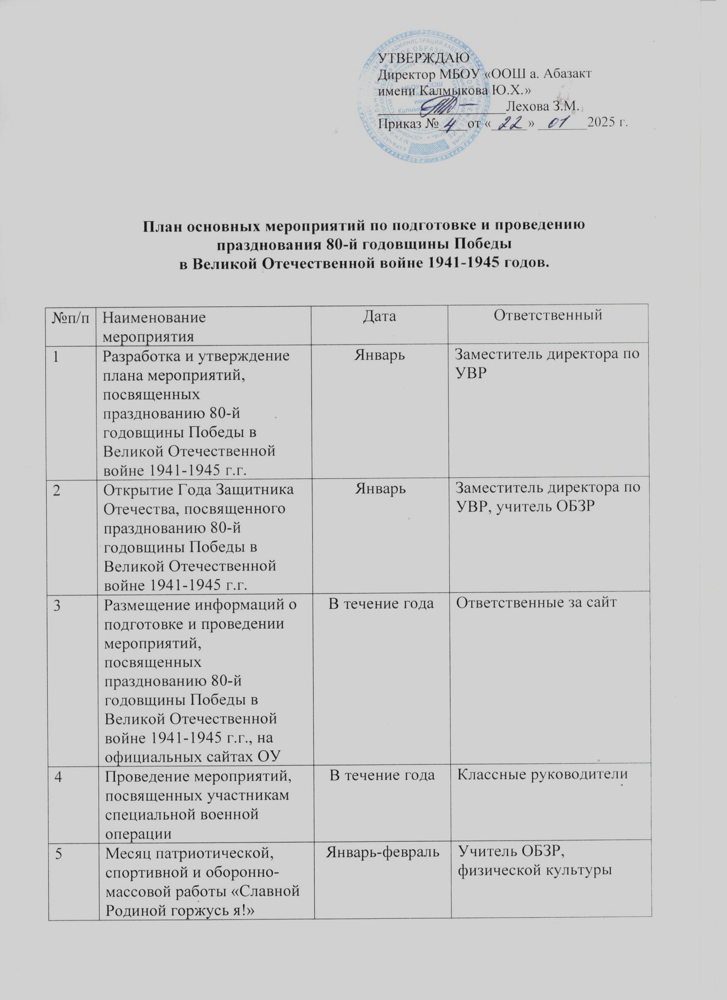 УТВЕРЖДАЮ
Директор МБОУ «ООШ а. Абазакт
имени Калмыкова Ю.Х.»
Лехова З.М.
Приказ № 4 от « 22 » 01 2025 г.
План основных мероприятий по подготовке и проведению
празднования 80-й годовщины Победы
в Великой Отечественной войне 1941-1945 годов.
№п/п Наименование Дата Ответственный
мероприятия
1 Разработка и утверждение Январь Заместитель директора по
плана мероприятий, УВР
посвященных
празднованию 80-й
годовщины Победы в
Великой Отечественной
войне 1941-1945 г.г.
2 Открытие Года Защитника Январь Заместитель директора по
Отечества, посвященного УВР, учитель ОБЗР
празднованию 80-й
годовщины Победы в
Великой Отечественной
войне 1941-1945 г.г.
3 Размещение информаций о В течение года Ответственные за сайт
подготовке и проведении
мероприятий,
посвященных
празднованию 80-й
годовщины Победы в
Великой Отечественной
войне 1941-1945 г.г., на
официальных сайтах ОУ
4 Проведение мероприятий, В течение года Классные руководители
посвященных участникам
специальной военной
операции
5 Месяц патриотической, Январь-февраль Учитель ОБЗР,
спортивной и оборонно- физической культуры
массовой работы «Славной
Родиной горжусь я!»